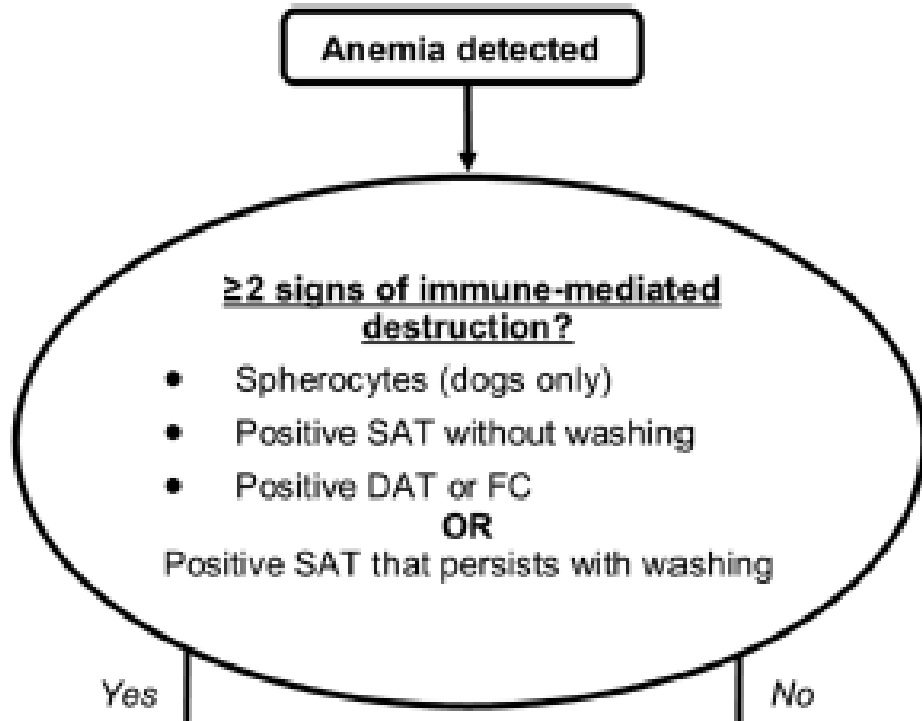 Anemia detected
≥2 signs of immune-mediated
destruction?
● Spherocytes (dogs only)
● Positive SAT without washing
● Positive DAT or FC
OR
Positive SAT that persists with washing
Yes
No